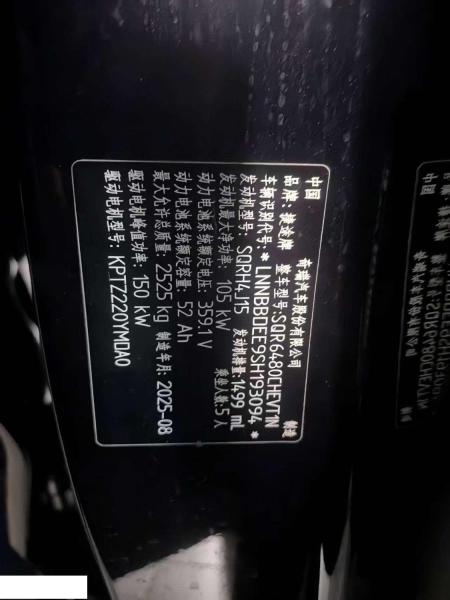 中国 奇瑞汽车股份有限公司 制造
品牌：捷途牌 整车型号：SQR6480CHEVT1N
车辆识别代号：＊LNNBBDEE9SH193094＊
发动机型号：SQRH4J15 发动机排量：1499 mL
发动机最大净功率：105 kW 乘坐人数：5人
动力电池系统额定电压：359.1V
动力电池系统额定容量：52 Ah
最大允许总质量：2525 kg 制造年月：2025-08
驱动电机峰值功率：150 kW
驱动电机型号：KPTZ220YMDA0